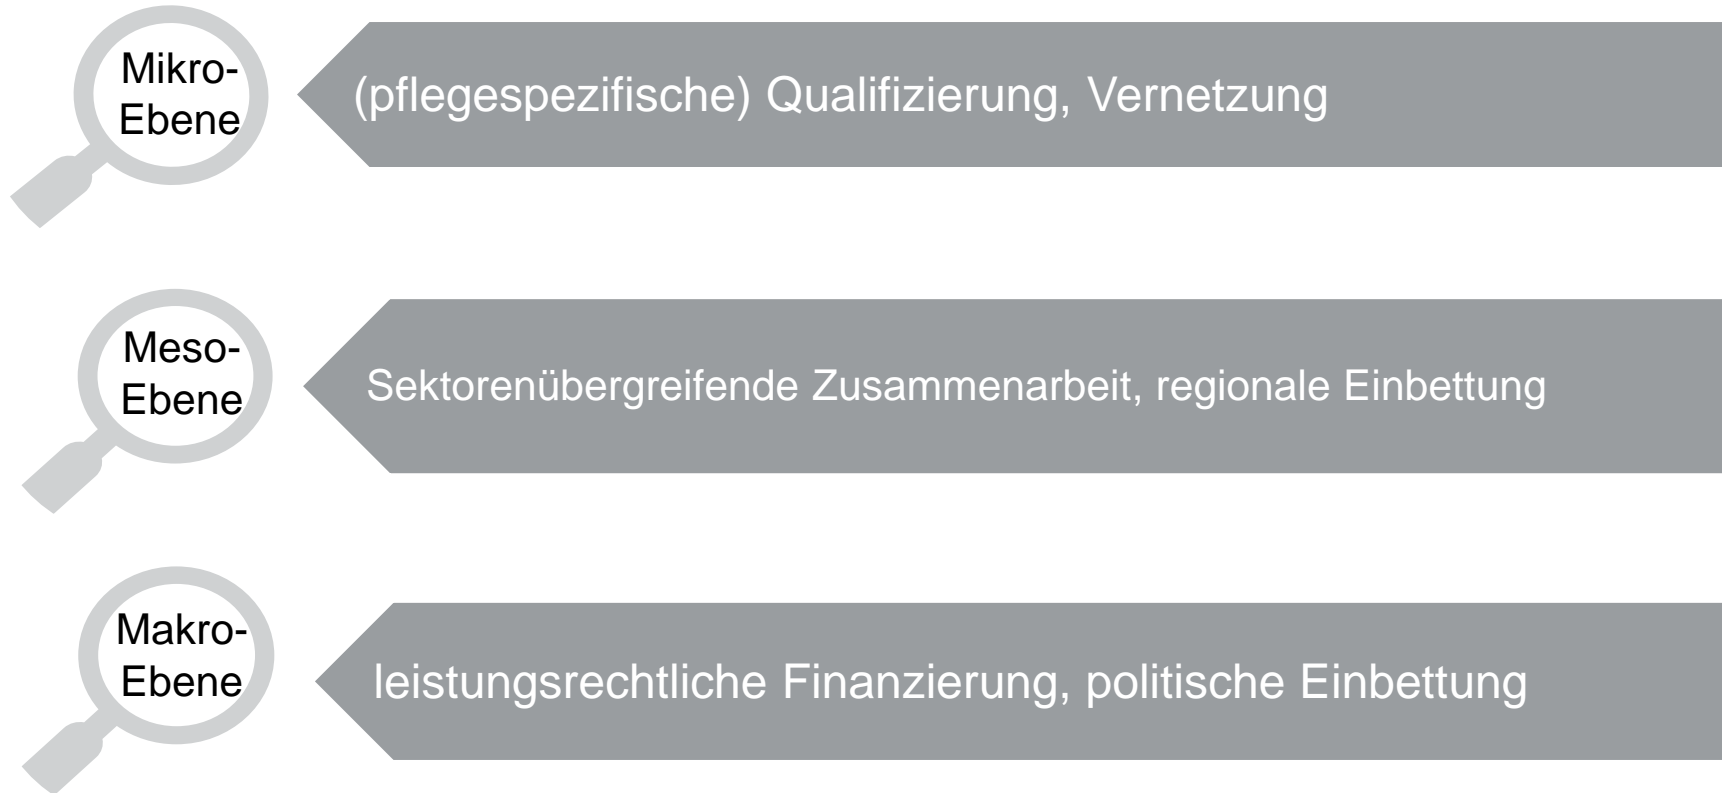 Mikro-
Ebene
(pflegespezifische) Qualifizierung, Vernetzung
Meso-
Ebene
Sektorenübergreifende Zusammenarbeit, regionale Einbettung
Makro-
Ebene
leistungsrechtliche Finanzierung, politische Einbettung